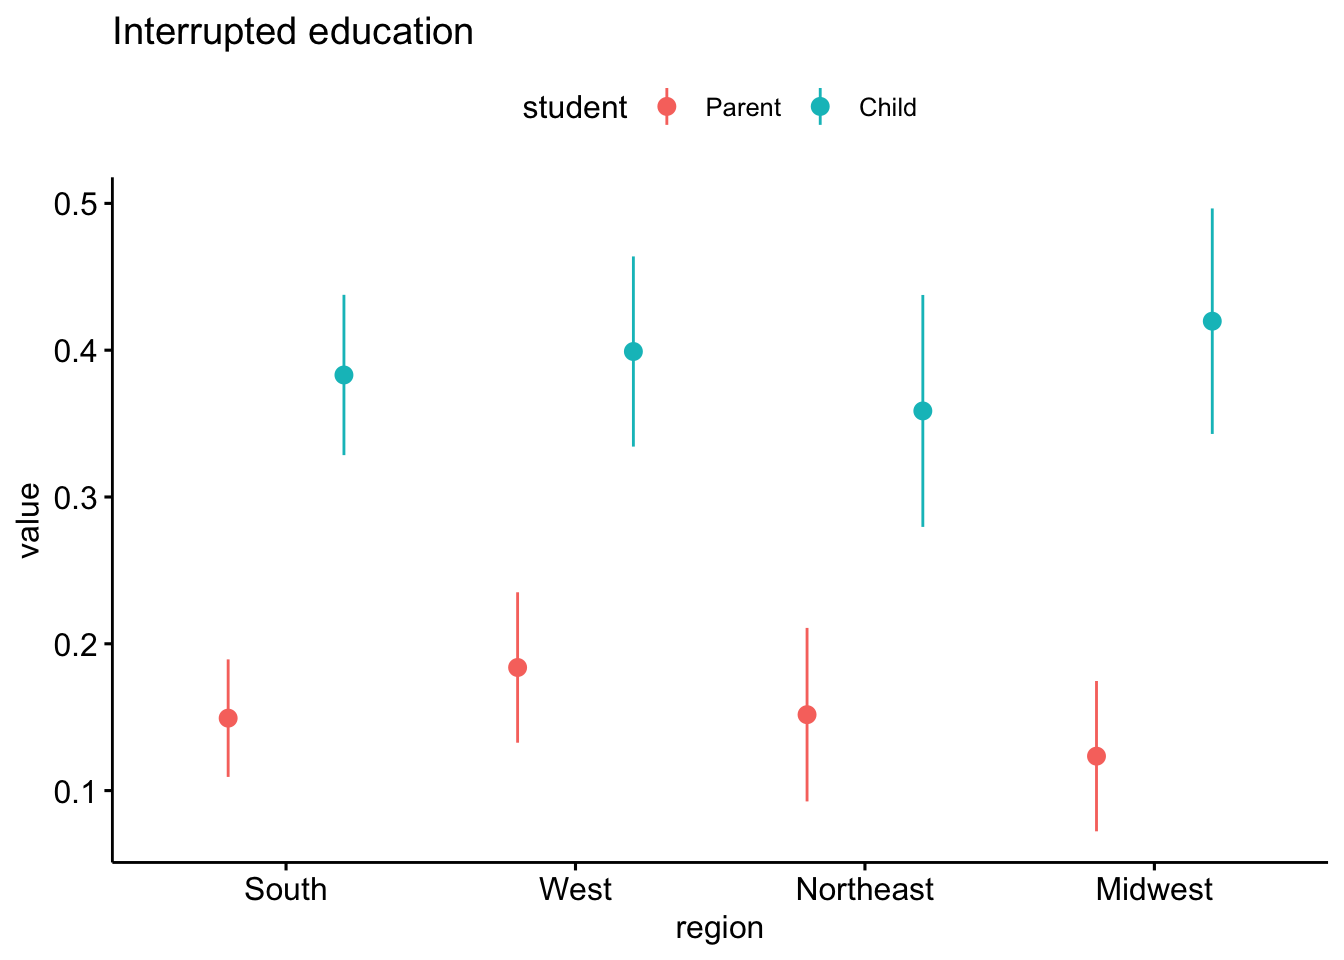 Interrupted education
student Parent Child
0.5
0.4
0.3
0.2
0.1
value
South West Northeast Midwest
region